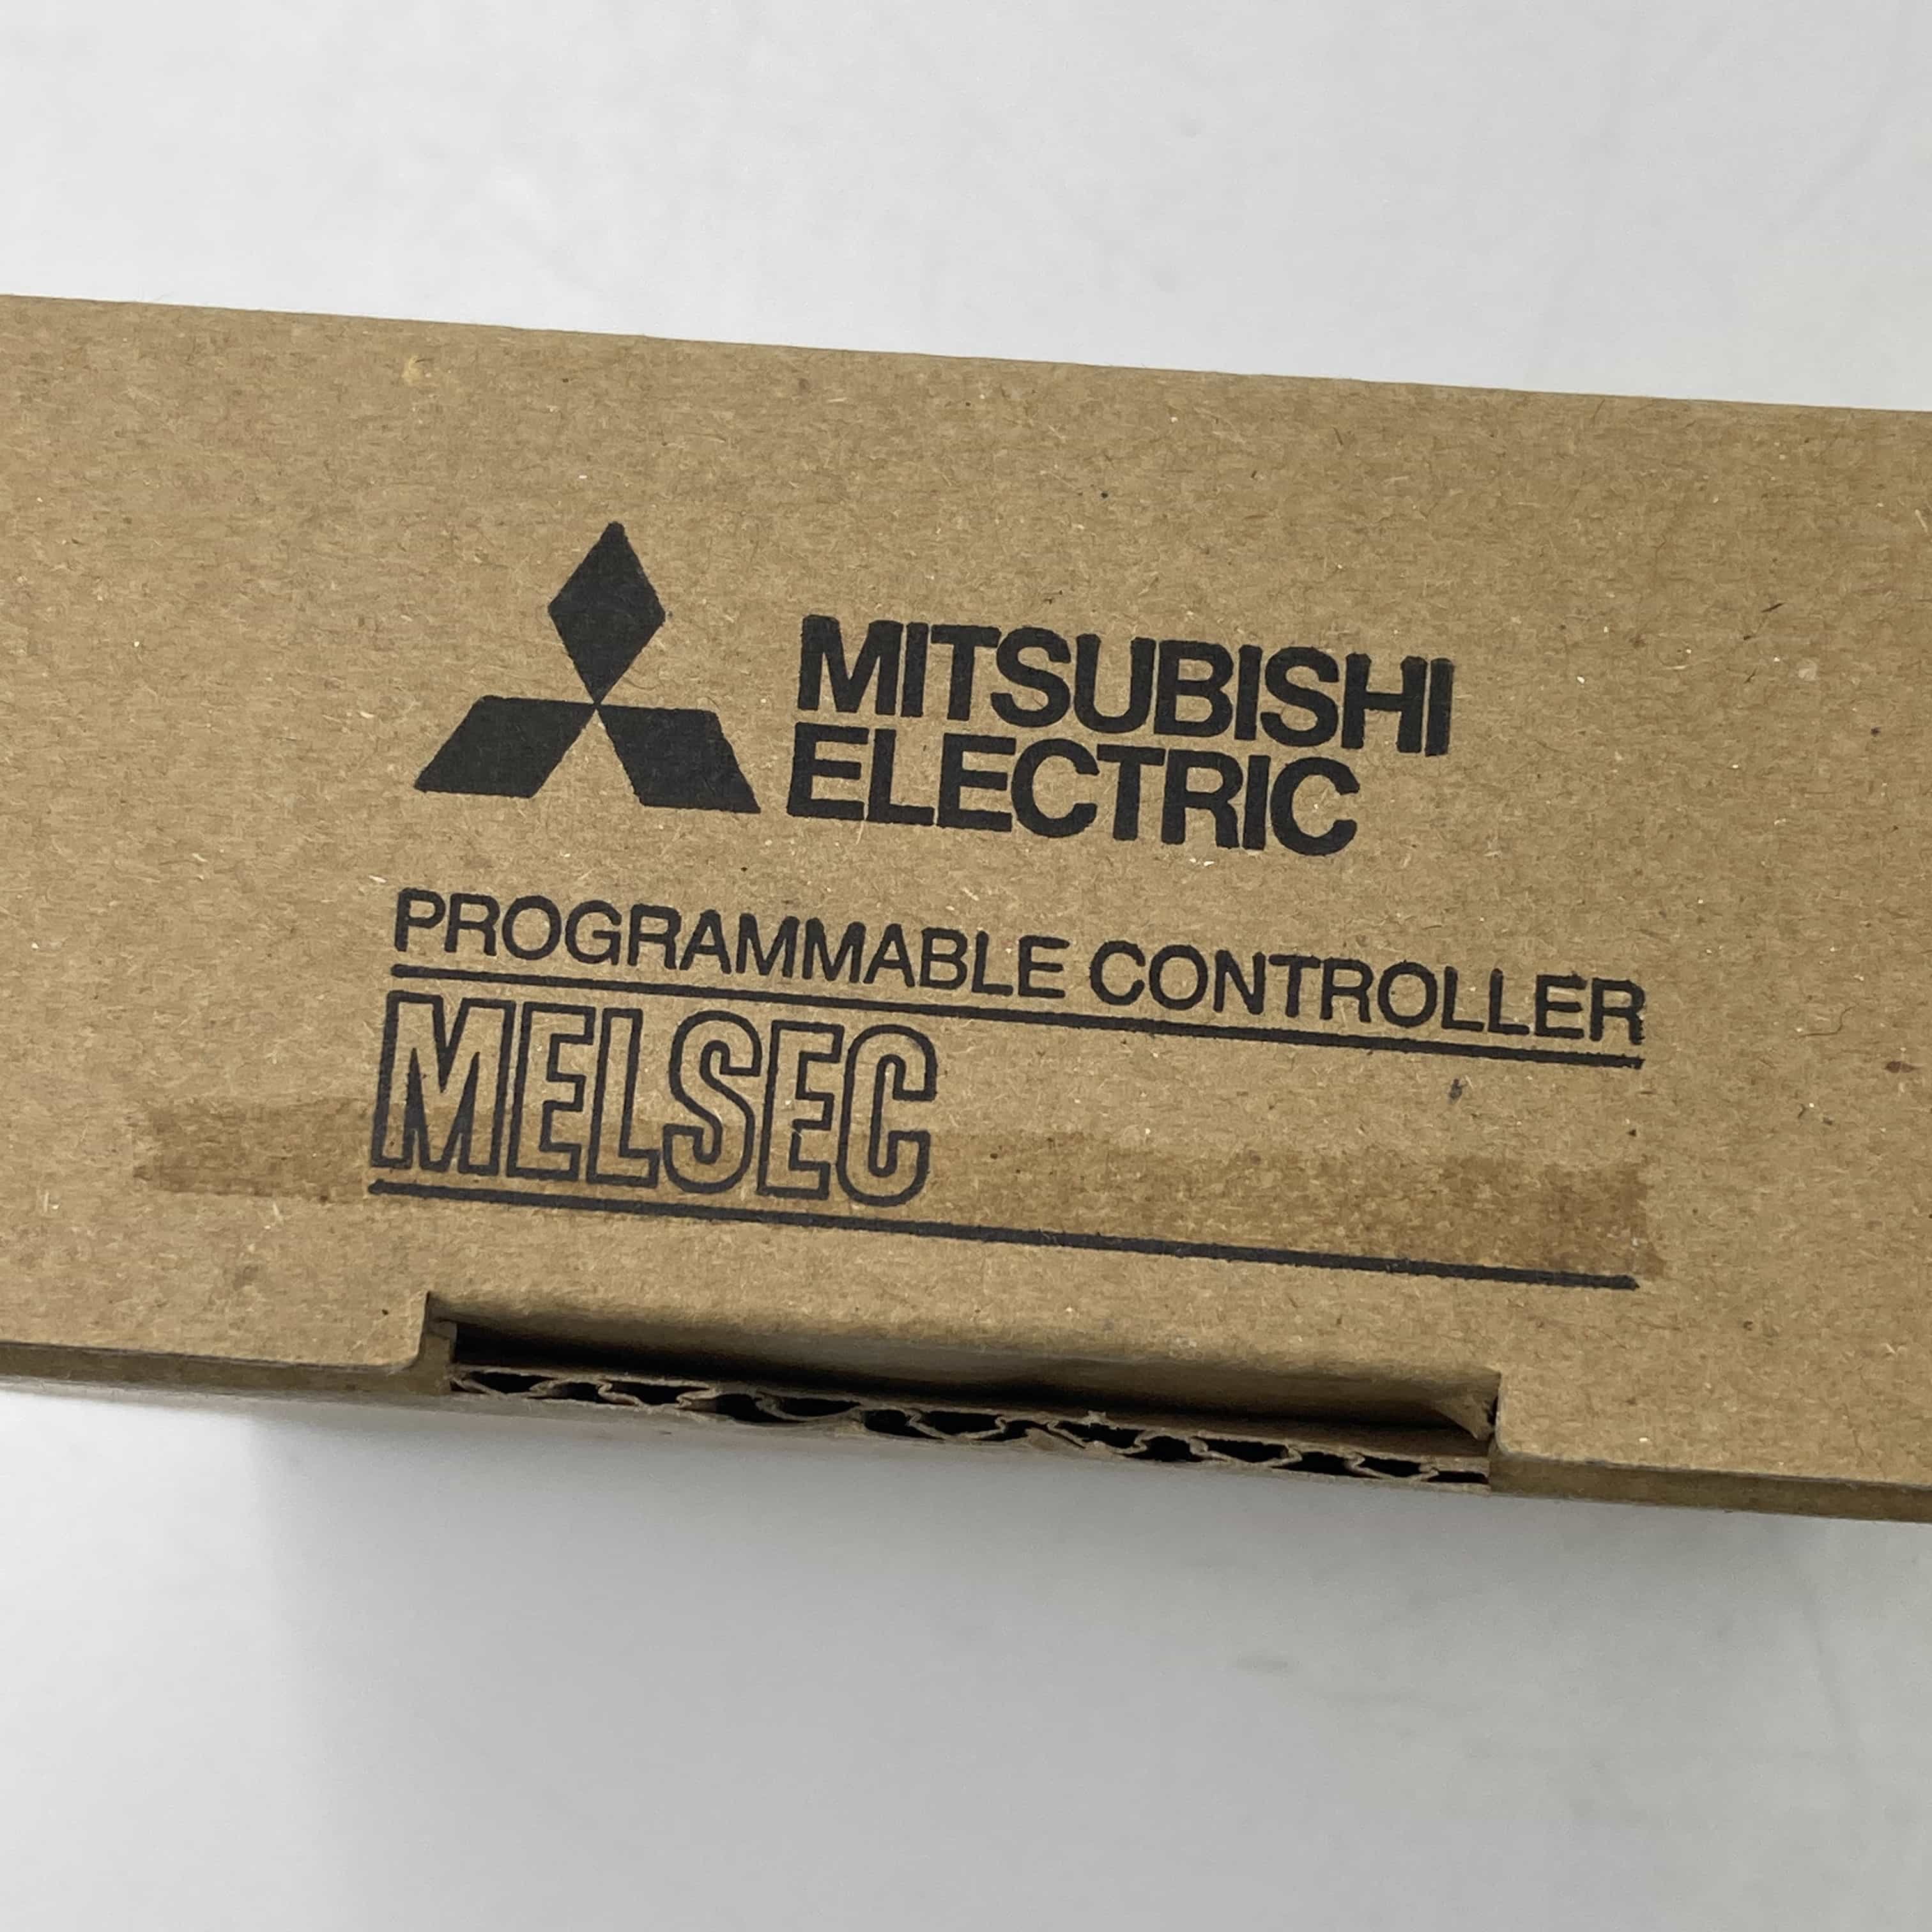 MITSUBISHI
ELECTRIC
PROGRAMMABLE CONTROLLER
MELSEC